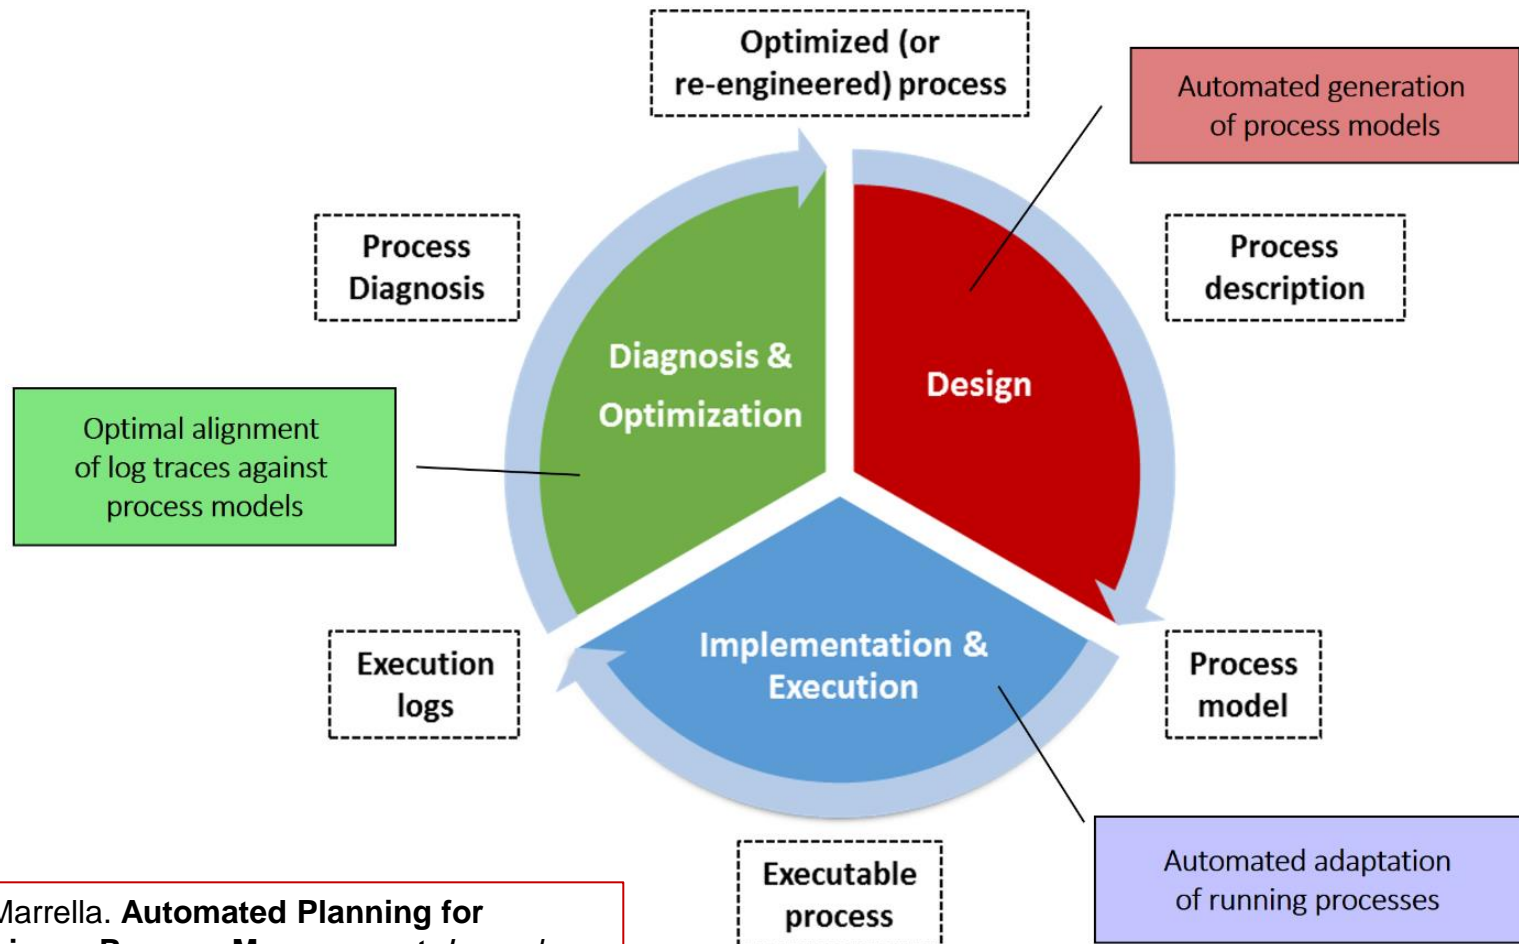 Optimized (or
re-engineered) process
Automated generation
of process models
Process
description
Process
Diagnosis
Diagnosis &
Optimization
Design
Optimal alignment
of log traces against
process models
Implementation &
Execution
Execution
logs
Process
model
Executable
process
Automated adaptation
of running processes
Marrella. Automated Planning for